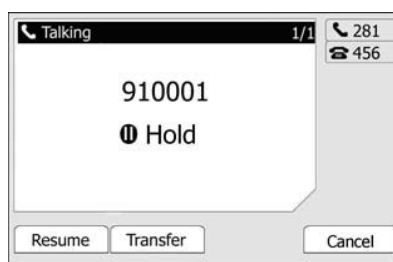 Talking 1/1
281
456
910001
Hold
Resume Transfer Cancel